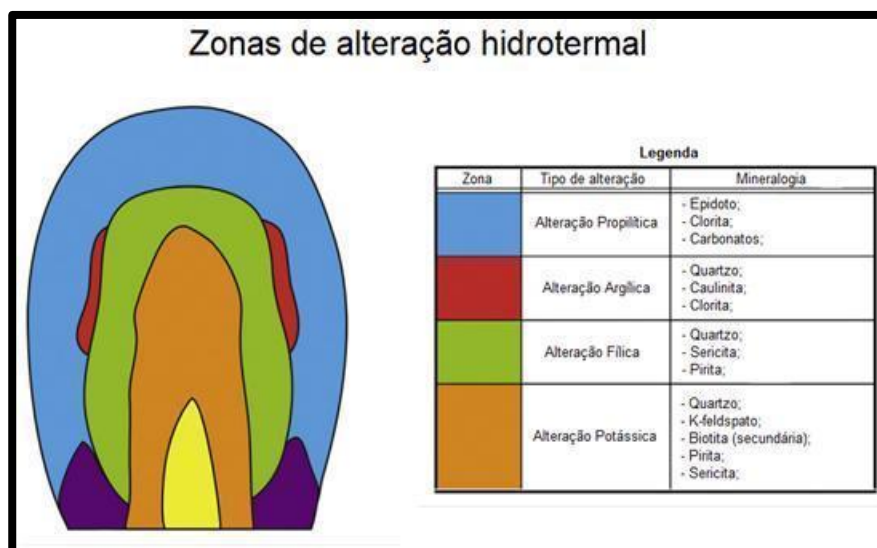 Zonas de alteração hidrotermal
Legenda
Zona Tipo de alteração Mineralogia
Alteração Propilítica
- Epidoto;
- Clorita;
- Carbonatos;
Alteração Argílica
- Quartzo;
- Caulinita;
- Clorita;
Alteração Fílica
- Quartzo;
- Sericita;
- Pirita;
Alteração Potássica
- Quartzo;
- K-feldspato;
- Biotita (secundária);
- Pirita;
- Sericita;